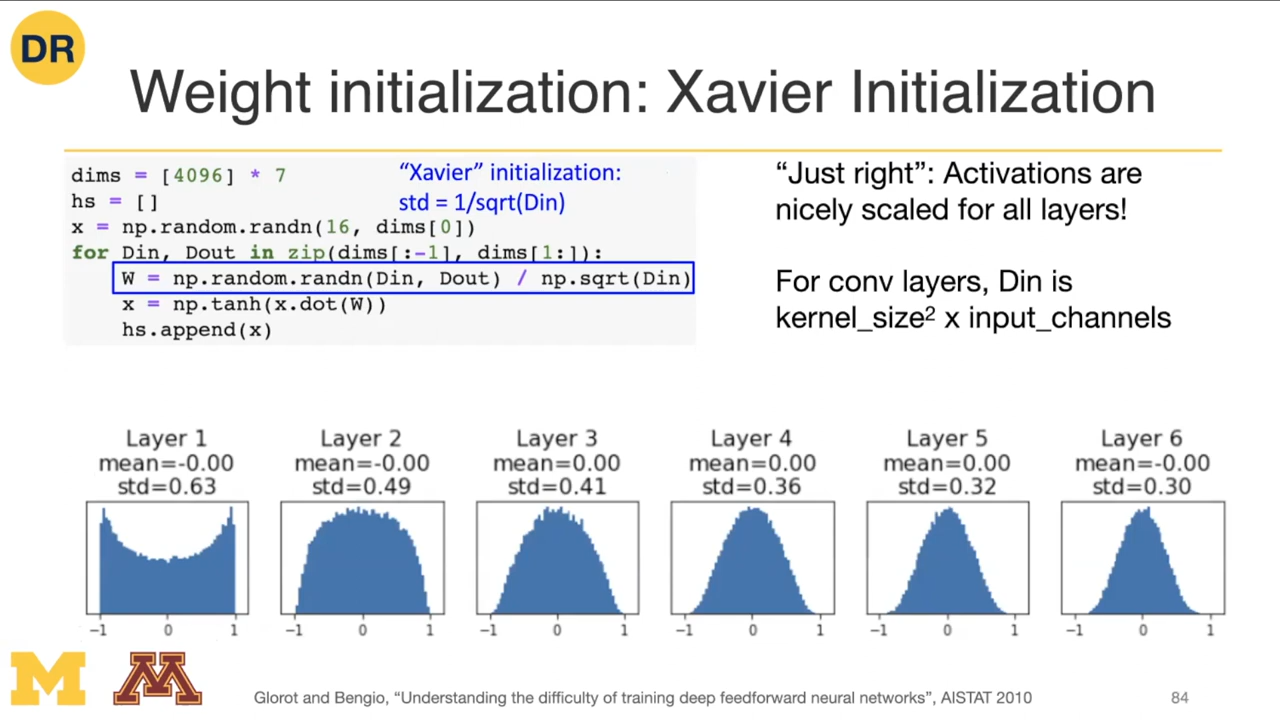 DR
Weight initialization: Xavier Initialization
dims = [4096] * 7
hs = []
x = np.random.randn(16, dims[0])
for Din, Dout in zip(dims[:-1], dims[1:]):
    W = np.random.randn(Din, Dout) / np.sqrt(Din)
    x = np.tanh(x.dot(W))
    hs.append(x)
“Xavier” initialization:
std = 1/sqrt(Din)
“Just right”: Activations are
nicely scaled for all layers!
For conv layers, Din is
kernel_size² x input_channels
Layer 1
mean=-0.00
std=0.63
-1 0 1
Layer 2
mean=-0.00
std=0.49
-1 0 1
Layer 3
mean=0.00
std=0.41
-1 0 1
Layer 4
mean=0.00
std=0.36
-1 0 1
Layer 5
mean=0.00
std=0.32
-1 0 1
Layer 6
mean=-0.00
std=0.30
-1 0 1
M M
Glorot and Bengio, “Understanding the difficulty of training deep feedforward neural networks”, AISTAT 2010
84